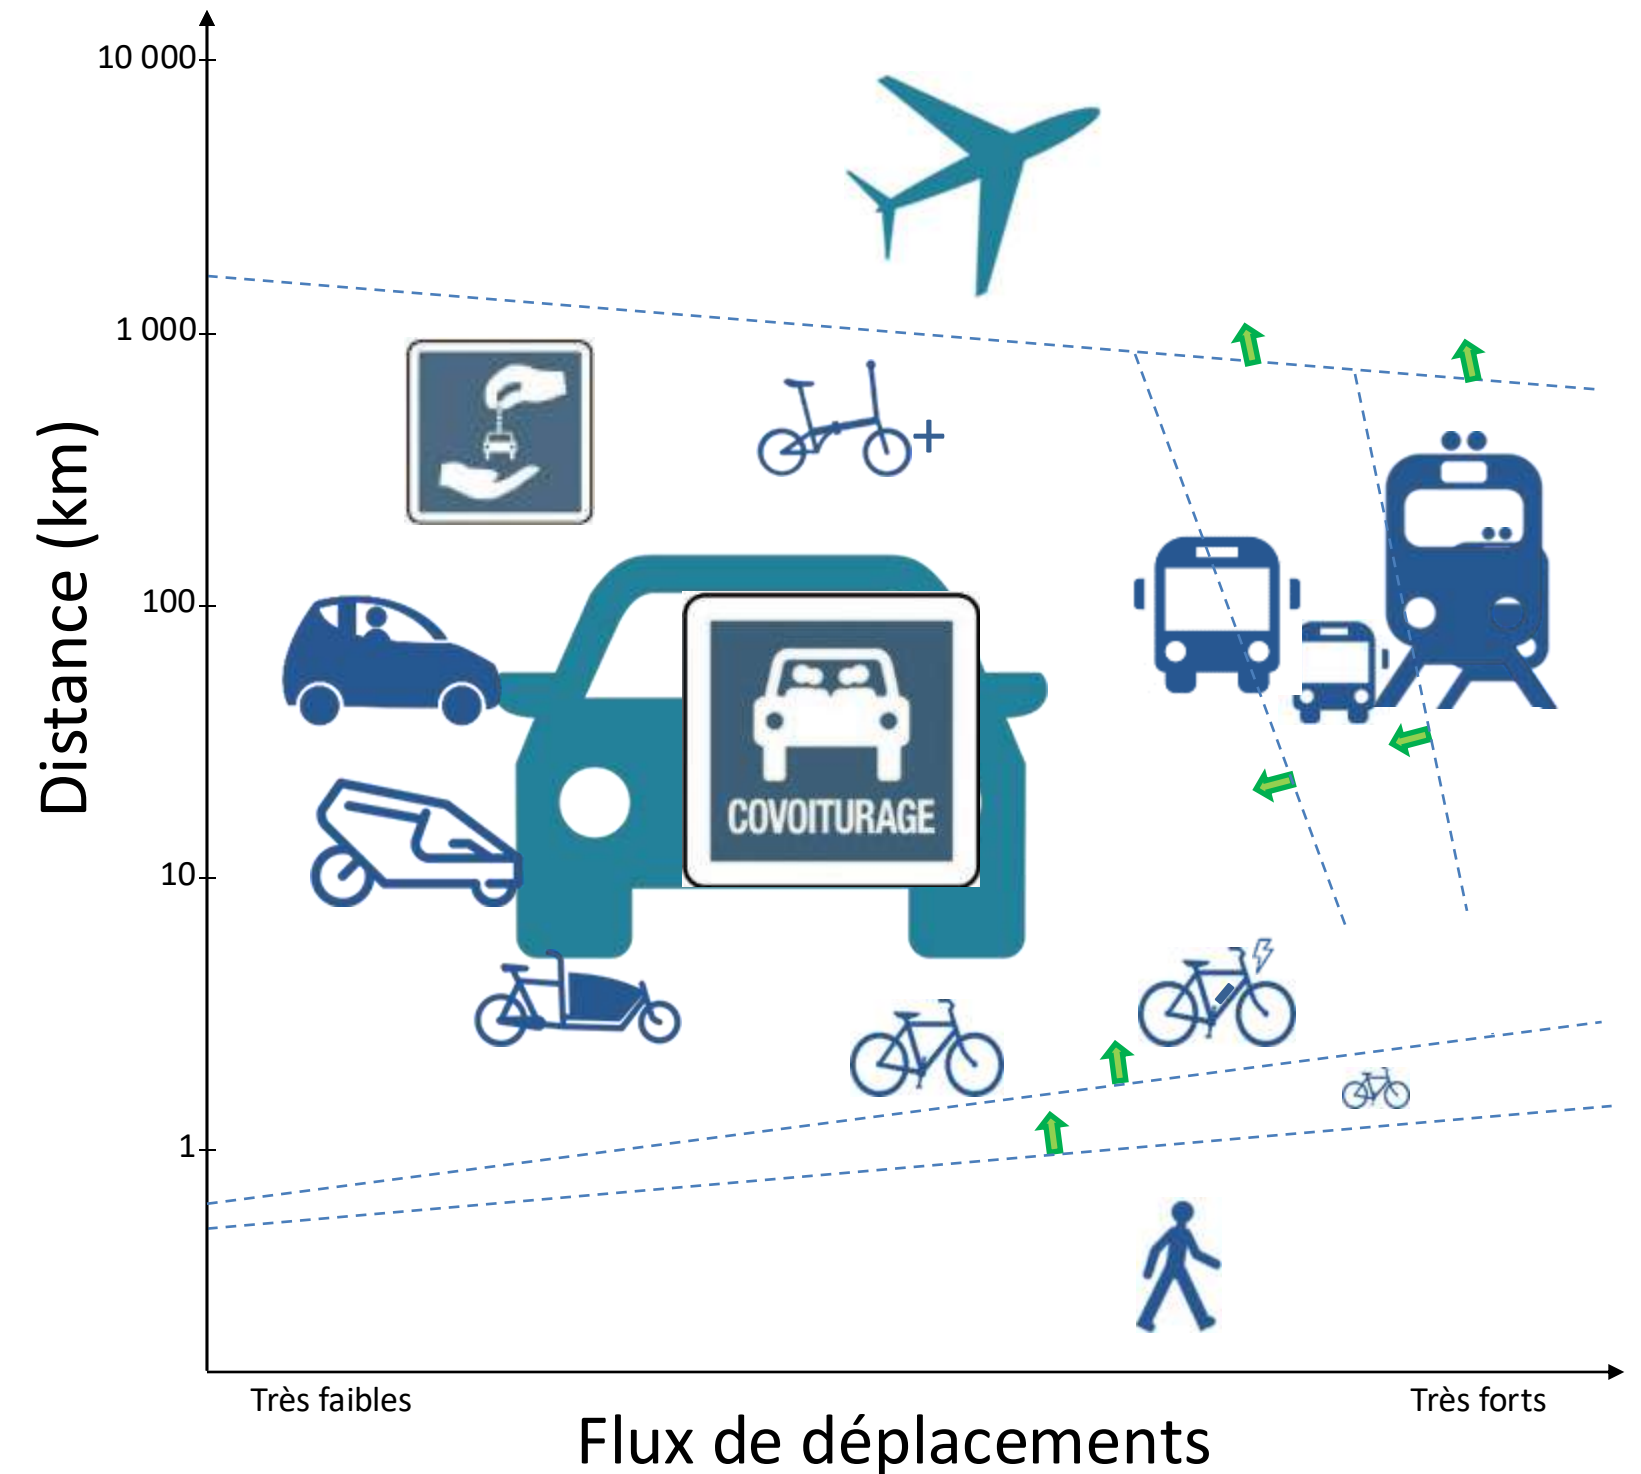 10 000
1 000
100
10
1
Distance (km)
+
COVOITURAGE
Très faibles
Très forts
Flux de déplacements